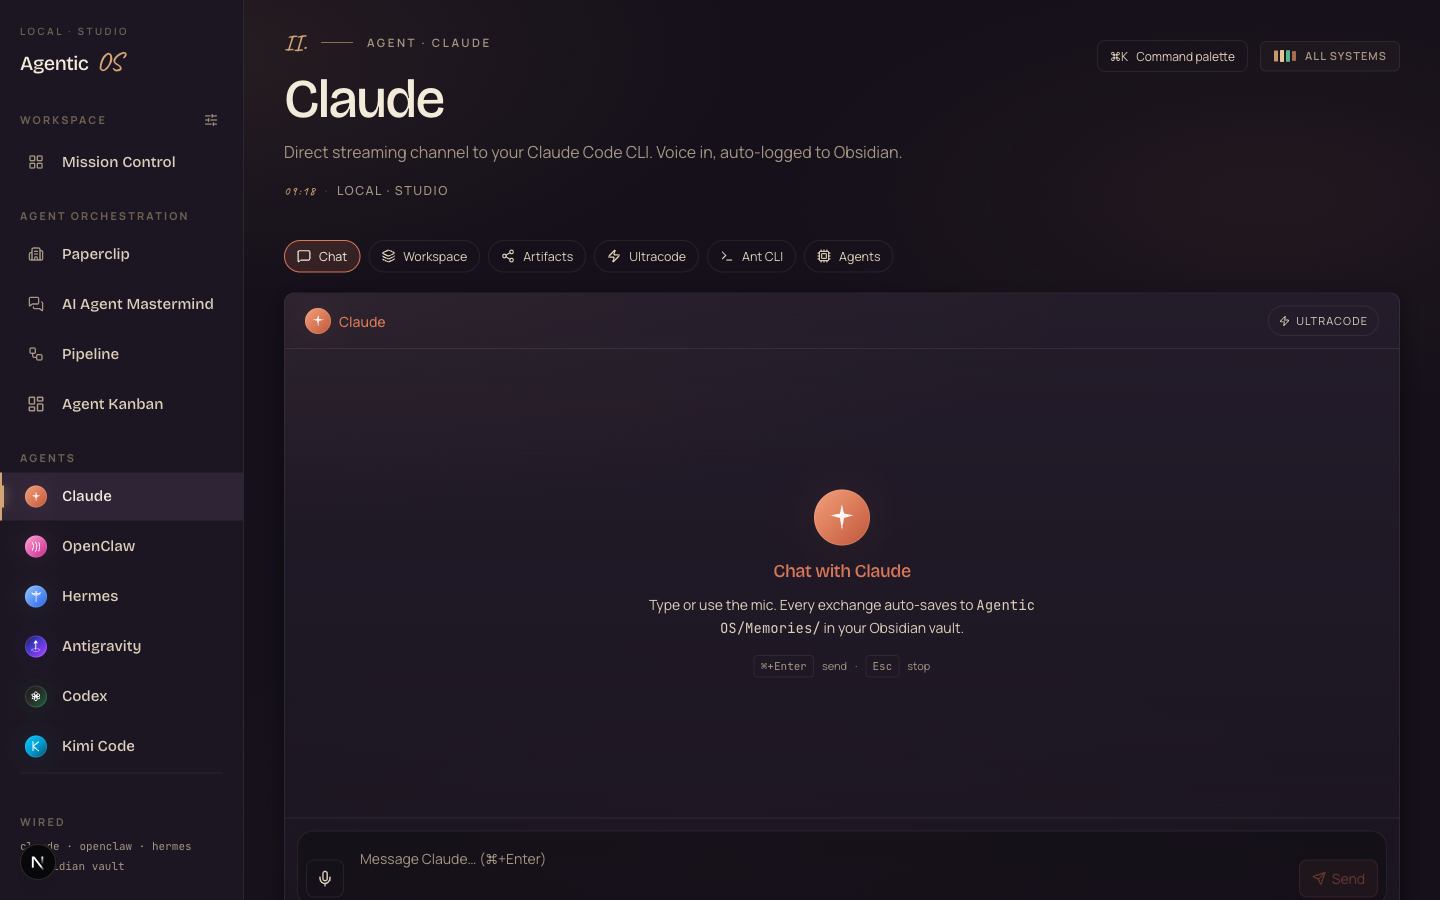 LOCAL · STUDIO
Agentic OS
WORKSPACE
Mission Control
AGENT ORCHESTRATION
Paperclip
AI Agent Mastermind
Pipeline
Agent Kanban
AGENTS
Claude
OpenClaw
Hermes
Antigravity
Codex
Kimi Code
WIRED
· openclaw · hermes
vault
II. AGENT · CLAUDE
⌘K Command palette
ALL SYSTEMS
Claude
Direct streaming channel to your Claude Code CLI. Voice in, auto-logged to Obsidian.
09:18 · LOCAL · STUDIO
Chat
Workspace
Artifacts
Ultracode
Ant CLI
Agents
Claude
ULTRACODE
Chat with Claude
Type or use the mic. Every exchange auto-saves to Agentic
OS/Memories/ in your Obsidian vault.
⌘+Enter send · Esc stop
Message Claude… (⌘+Enter)
Send